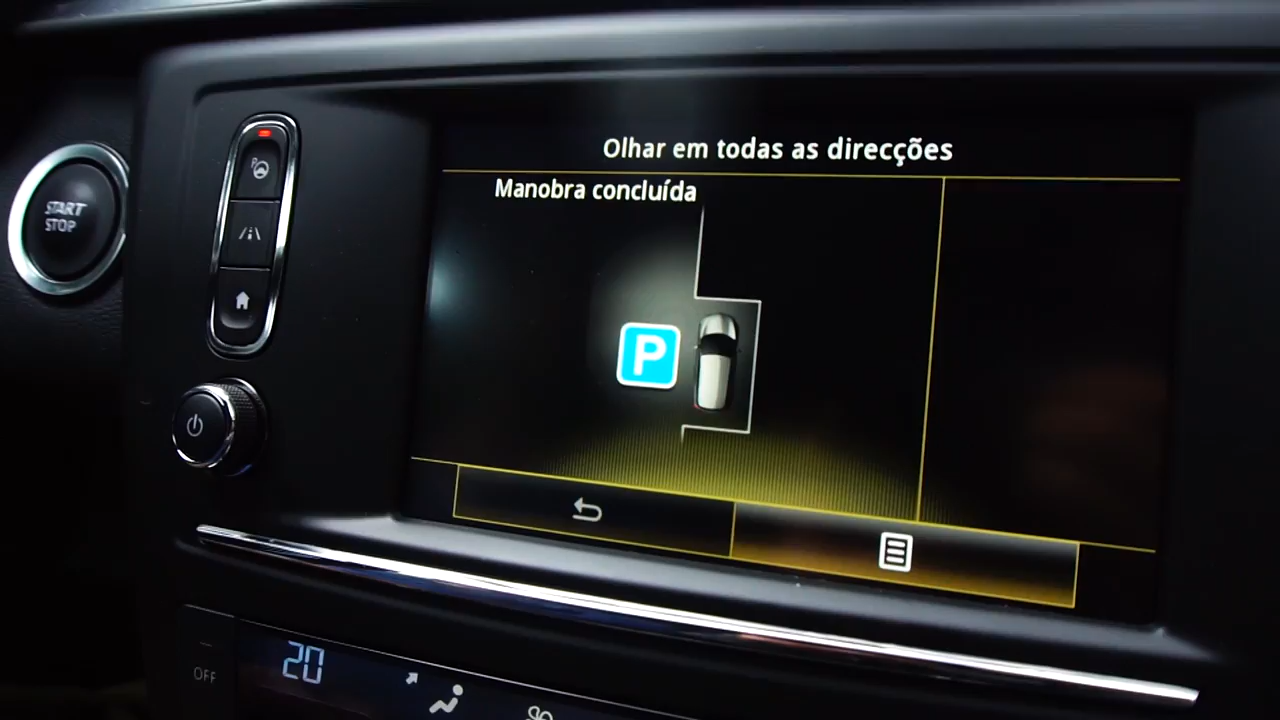 Olhar em todas as direcções
Manobra concluída
START
STOP
P
OFF
20